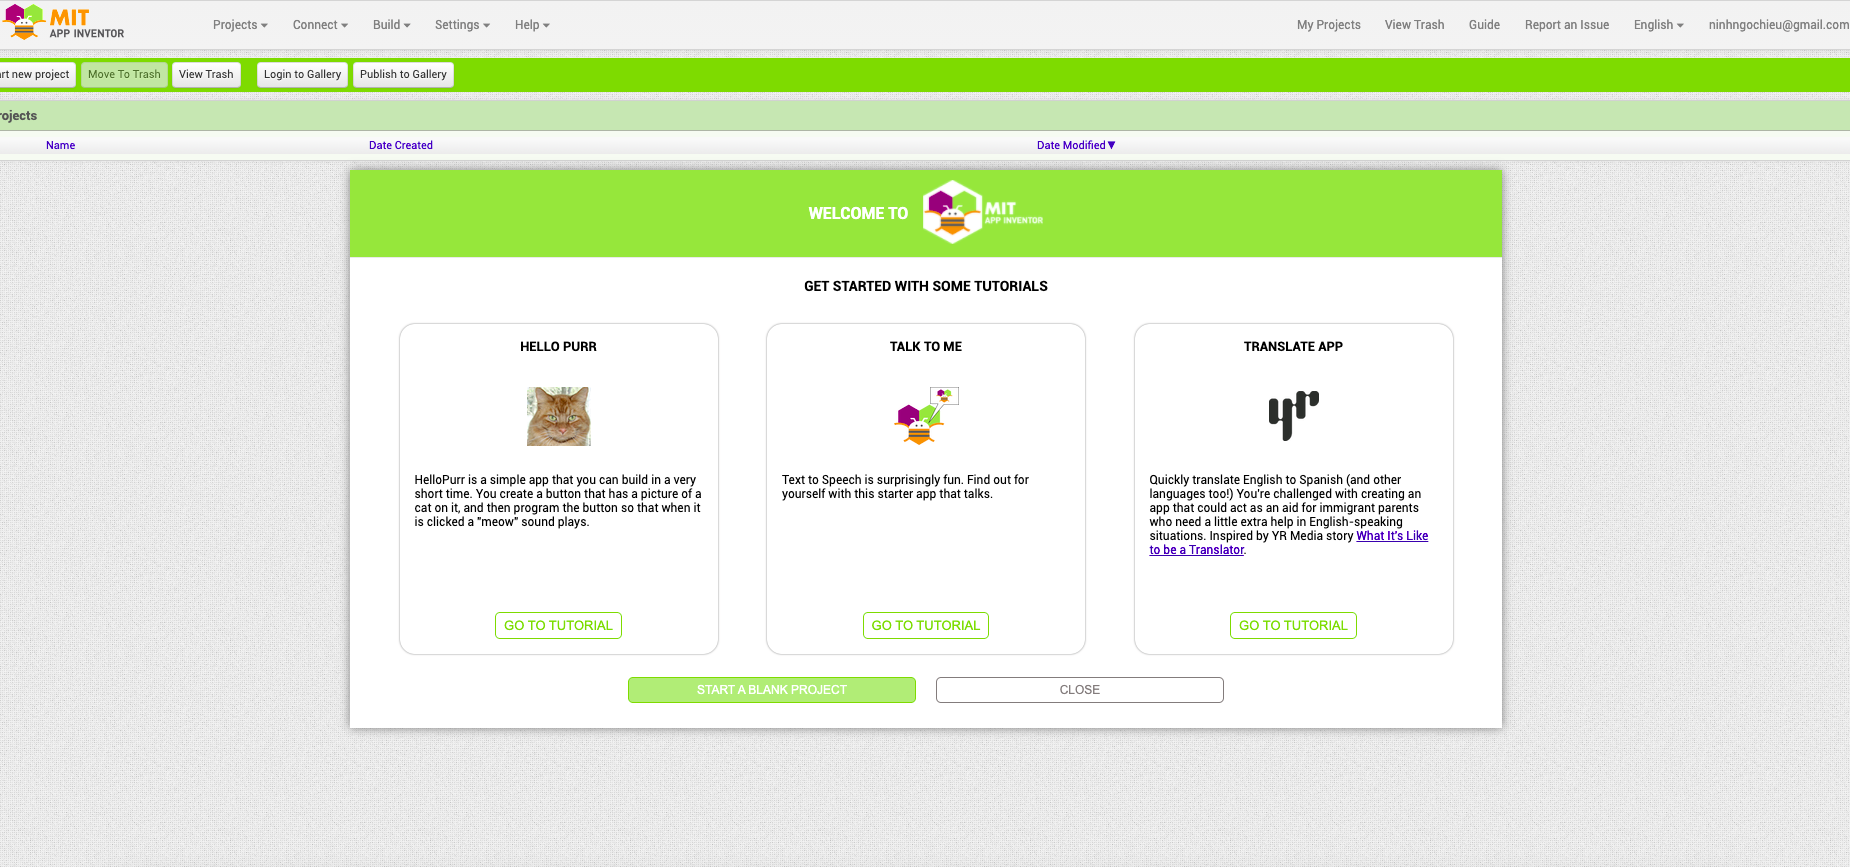 MIT
APP INVENTOR
Projects Connect Build Settings Help My Projects View Trash Guide Report an Issue English ninhngochieu@gmail.com
rt new project Move To Trash View Trash Login to Gallery Publish to Gallery
rojects
Name Date Created Date Modified▼
WELCOME TO MIT
APP INVENTOR
GET STARTED WITH SOME TUTORIALS
HELLO PURR
HelloPurr is a simple app that you can build in a very
short time. You create a button that has a picture of a
cat on it, and then program the button so that when it
is clicked a "meow" sound plays.
GO TO TUTORIAL
TALK TO ME
Text to Speech is surprisingly fun. Find out for
yourself with this starter app that talks.
GO TO TUTORIAL
TRANSLATE APP
yr
Quickly translate English to Spanish (and other
languages too!) You're challenged with creating an
app that could act as an aid for immigrant parents
who need a little extra help in English-speaking
situations. Inspired by YR Media story What It's Like
to be a Translator.
GO TO TUTORIAL
START A BLANK PROJECT CLOSE